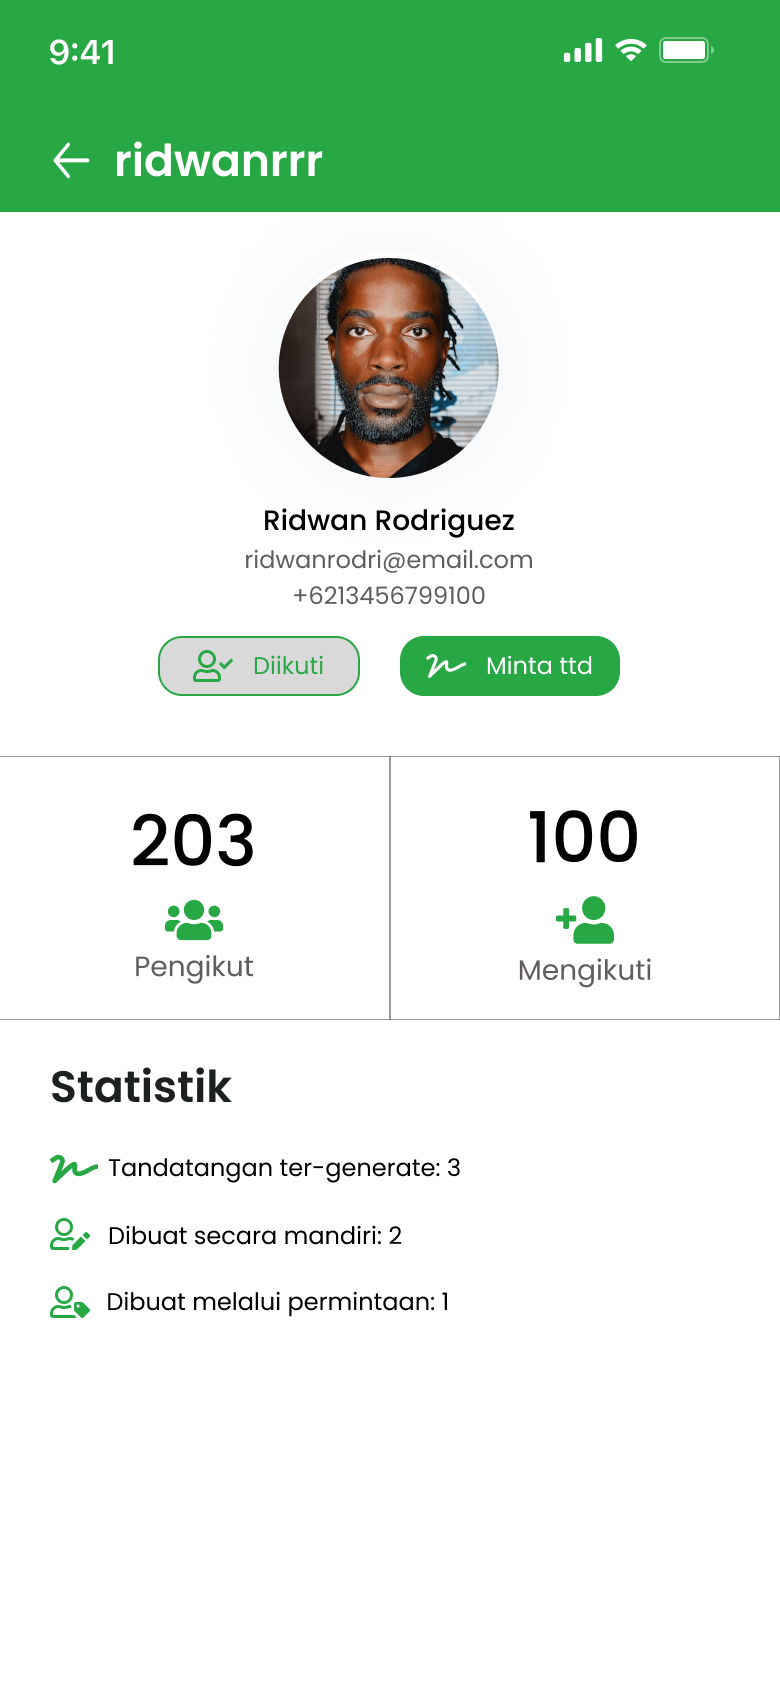 9:41
ridwanrrr
Ridwan Rodriguez
ridwanrodri@email.com
+6213456799100
Diikuti
Minta ttd
203
Pengikut
100
Mengikuti
Statistik
Tandatangan ter-generate: 3
Dibuat secara mandiri: 2
Dibuat melalui permintaan: 1